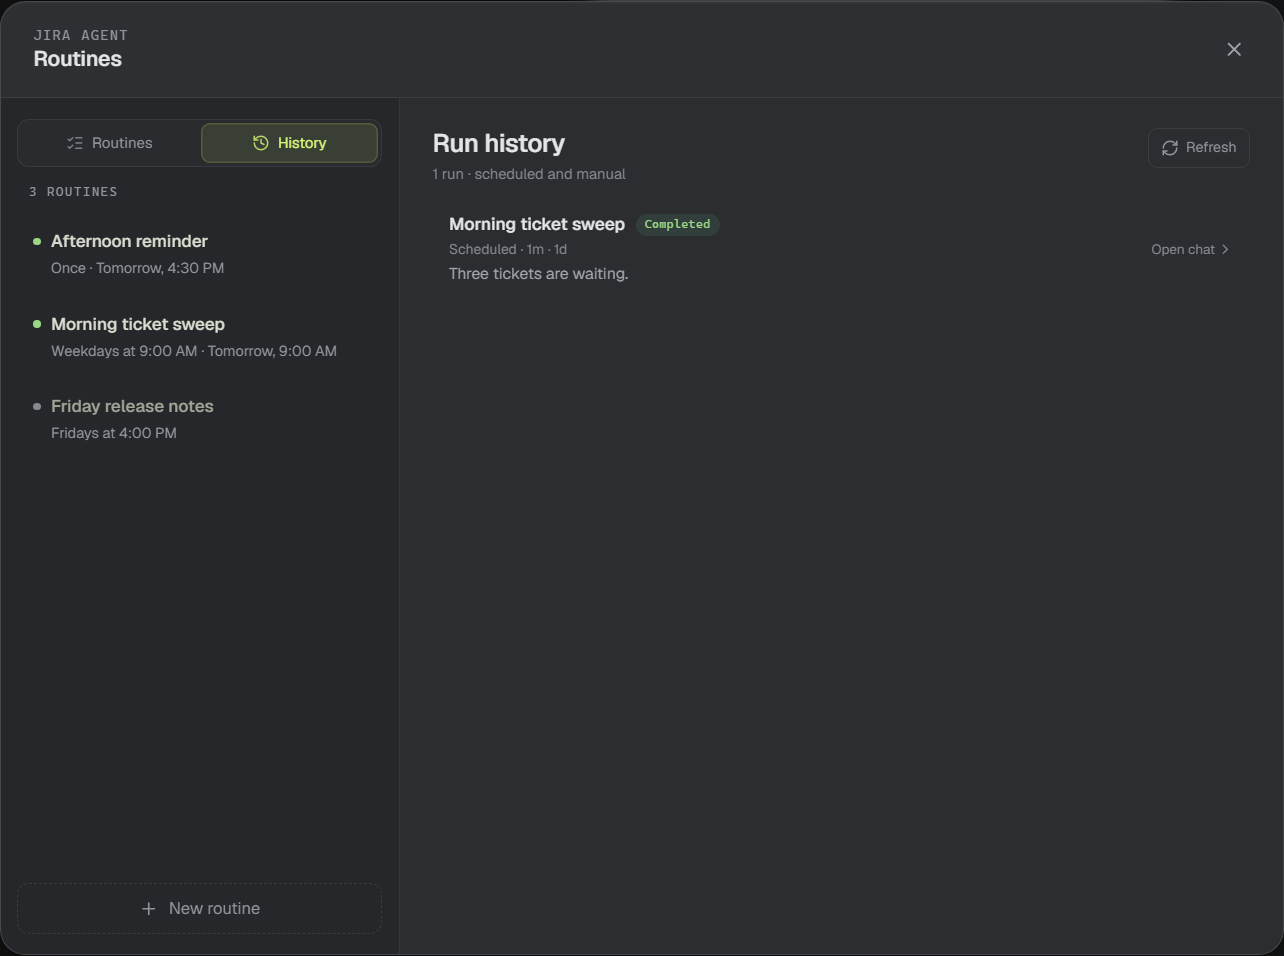 JIRA AGENT
Routines
Routines
History
3 ROUTINES
Afternoon reminder
Once · Tomorrow, 4:30 PM
Morning ticket sweep
Weekdays at 9:00 AM · Tomorrow, 9:00 AM
Friday release notes
Fridays at 4:00 PM
New routine
Run history
1 run · scheduled and manual
Refresh
Morning ticket sweep
Completed
Scheduled · 1m · 1d
Three tickets are waiting.
Open chat